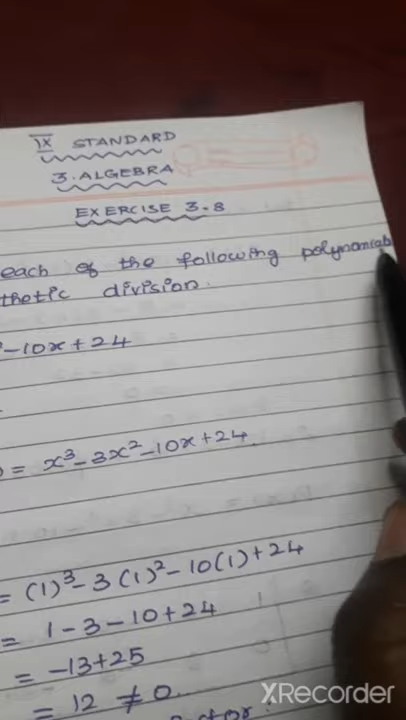 IX STANDARD
3. ALGEBRA
EXERCISE 3.8
each of the following polynomials
thetic division.
- 10x + 24
= x³ - 3x² - 10x + 24.
= (1)³ - 3(1)² - 10(1) + 24
= 1 - 3 - 10 + 24
= -13 + 25
= 12 ≠ 0.
XRecorder